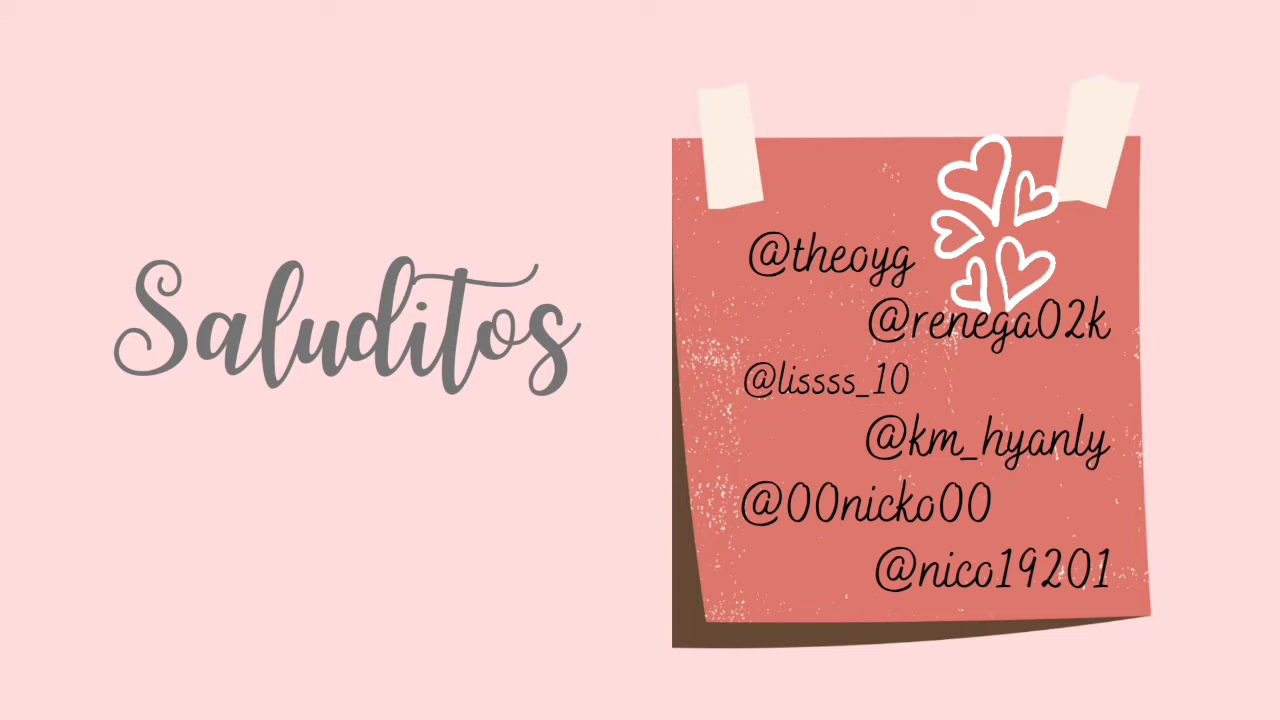 Saluditos
@theoyg
@renega02k
@lissss_10
@km_hyanly
@00nicko00
@nico19201